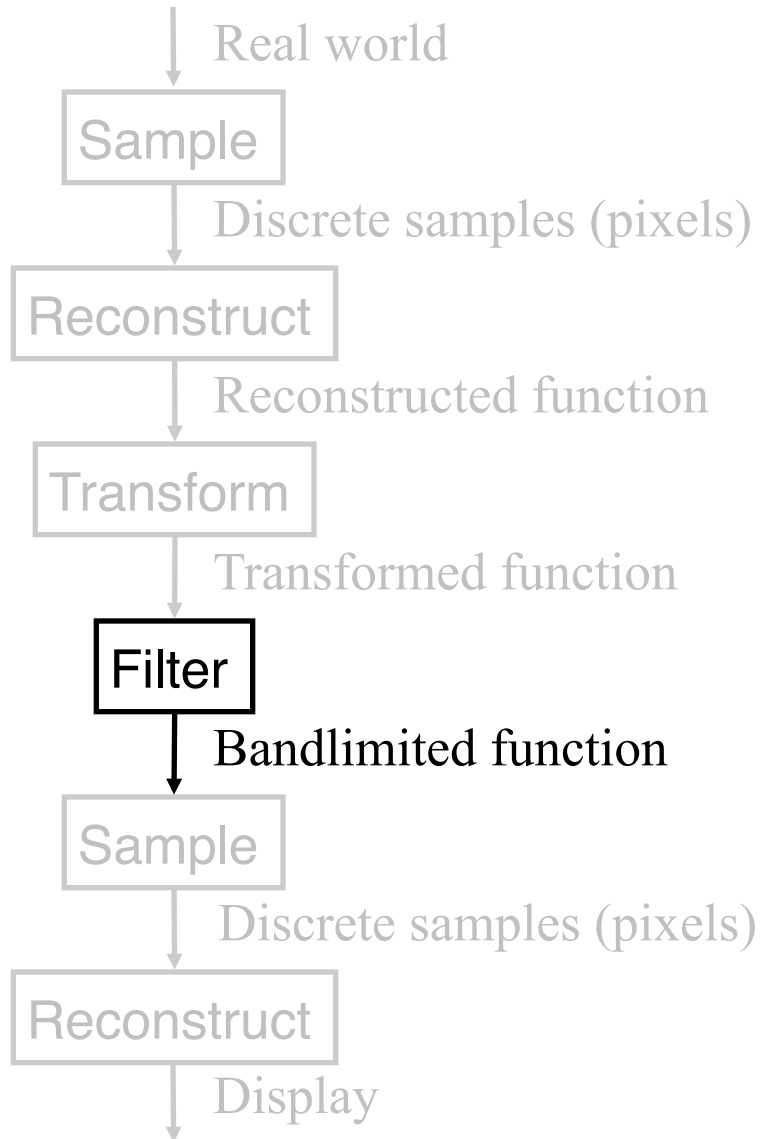 Real world
Sample
Discrete samples (pixels)
Reconstruct
Reconstructed function
Transform
Transformed function
Filter
Bandlimited function
Sample
Discrete samples (pixels)
Reconstruct
Display